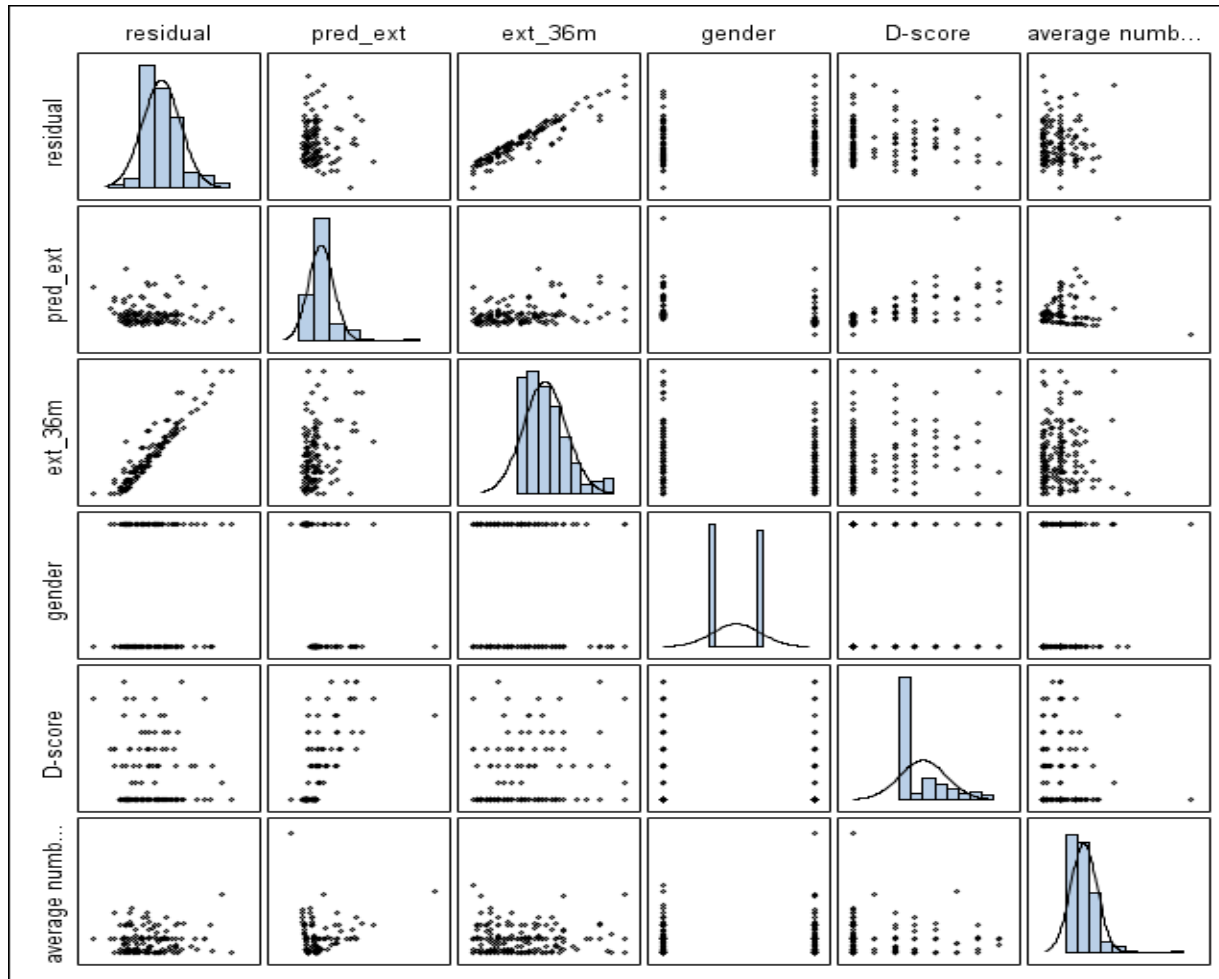 residual pred_ext ext_36m gender D-score average numb...
residual
pred_ext
ext_36m
gender
D-score
average numb...